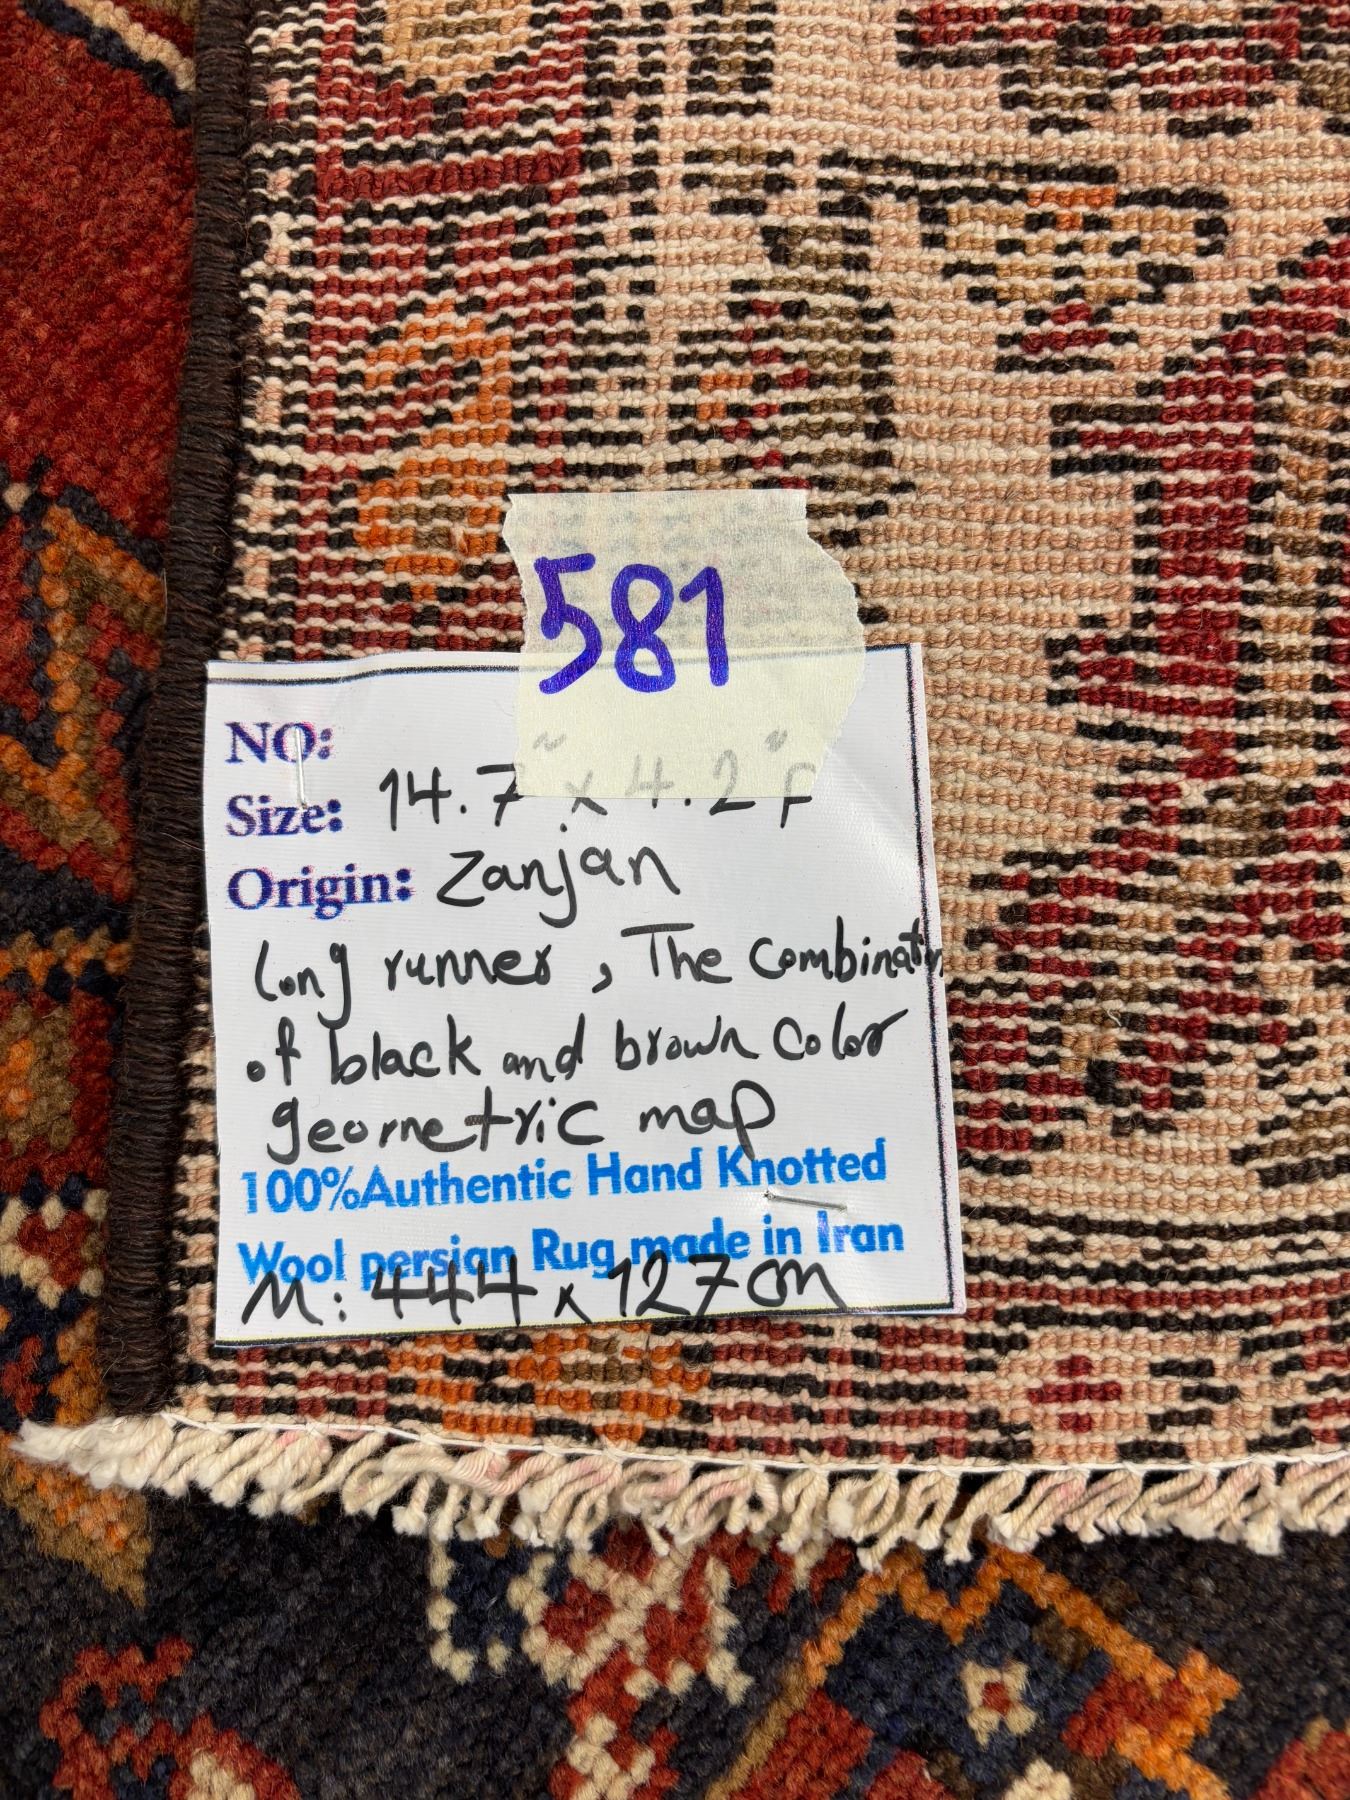 581
NO:
Size: 14.7" x 4.2" F
Origin: Zanjan
long runner, The combination
of black and brown color
geometric map
100%Authentic Hand Knotted
Wool persian Rug made in Iran
M: 444 x 127 cm